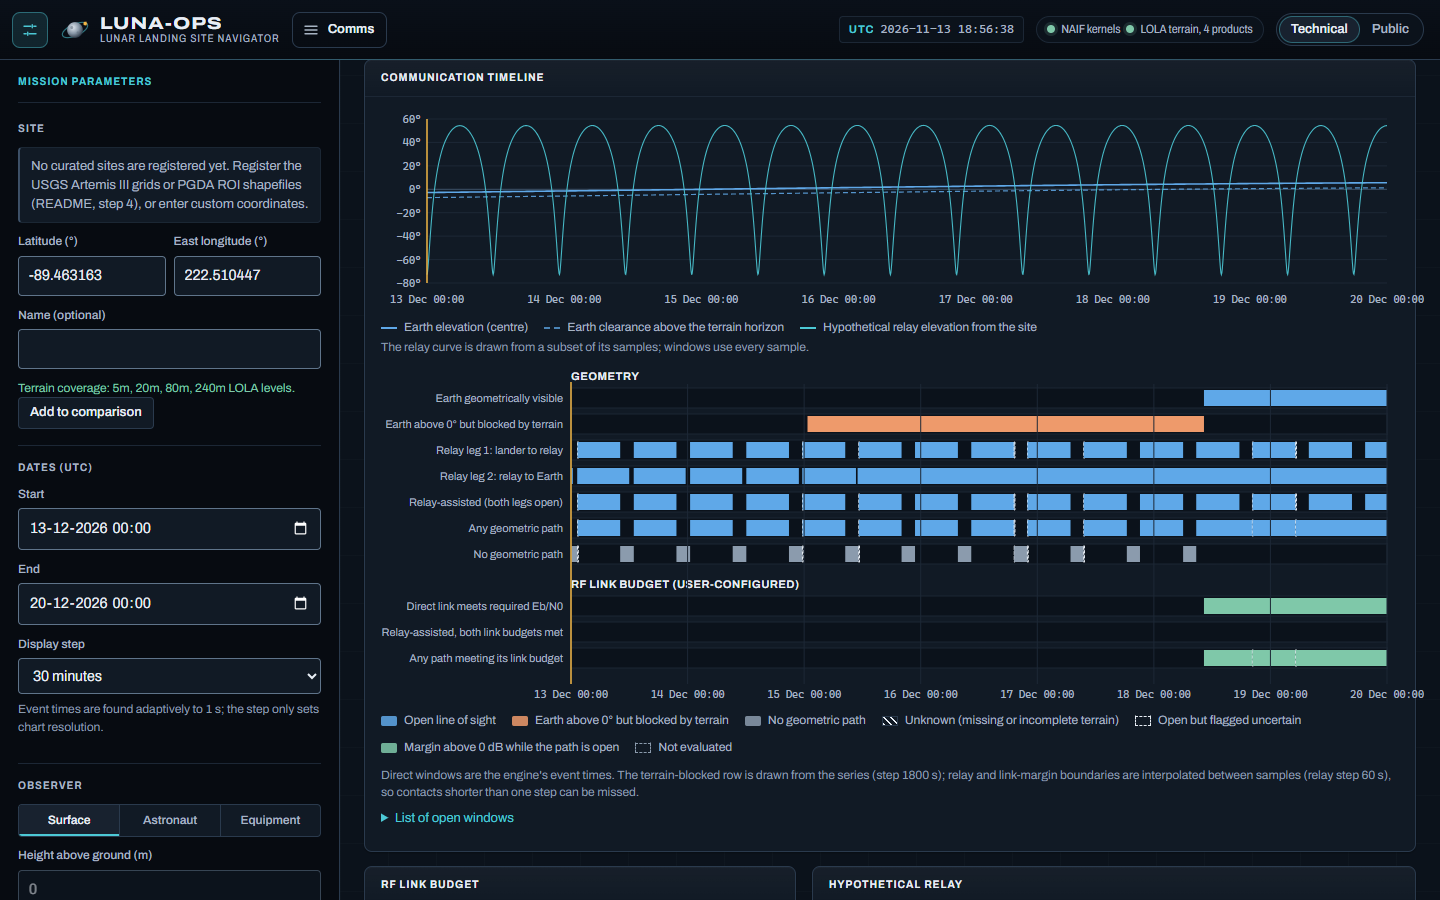 LUNA-OPS
LUNAR LANDING SITE NAVIGATOR
Comms
UTC 2026-11-13 18:56:38
NAIF kernels
LOLA terrain, 4 products
Technical
Public
MISSION PARAMETERS
SITE
No curated sites are registered yet. Register the
USGS Artemis III grids or PGDA ROI shapefiles
(README, step 4), or enter custom coordinates.
Latitude (°)
East longitude (°)
-89.463163
222.510447
Name (optional)
Terrain coverage: 5m, 20m, 80m, 240m LOLA levels.
Add to comparison
DATES (UTC)
Start
13-12-2026 00:00
End
20-12-2026 00:00
Display step
30 minutes
Event times are found adaptively to 1 s; the step only sets
chart resolution.
OBSERVER
Surface
Astronaut
Equipment
Height above ground (m)
0
COMMUNICATION TIMELINE
60°
40°
20°
0°
−20°
−40°
−60°
−80°
13 Dec 00:00
14 Dec 00:00
15 Dec 00:00
16 Dec 00:00
17 Dec 00:00
18 Dec 00:00
19 Dec 00:00
20 Dec 00:00
Earth elevation (centre)
Earth clearance above the terrain horizon
Hypothetical relay elevation from the site
The relay curve is drawn from a subset of its samples; windows use every sample.
GEOMETRY
Earth geometrically visible
Earth above 0° but blocked by terrain
Relay leg 1: lander to relay
Relay leg 2: relay to Earth
Relay-assisted (both legs open)
Any geometric path
No geometric path
RF LINK BUDGET (USER-CONFIGURED)
Direct link meets required Eb/N0
Relay-assisted, both link budgets met
Any path meeting its link budget
13 Dec 00:00
14 Dec 00:00
15 Dec 00:00
16 Dec 00:00
17 Dec 00:00
18 Dec 00:00
19 Dec 00:00
20 Dec 00:00
Open line of sight
Earth above 0° but blocked by terrain
No geometric path
Unknown (missing or incomplete terrain)
Open but flagged uncertain
Margin above 0 dB while the path is open
Not evaluated
Direct windows are the engine's event times. The terrain-blocked row is drawn from the series (step 1800 s); relay and link-margin boundaries are interpolated between samples (relay step 60 s),
so contacts shorter than one step can be missed.
List of open windows
RF LINK BUDGET
HYPOTHETICAL RELAY